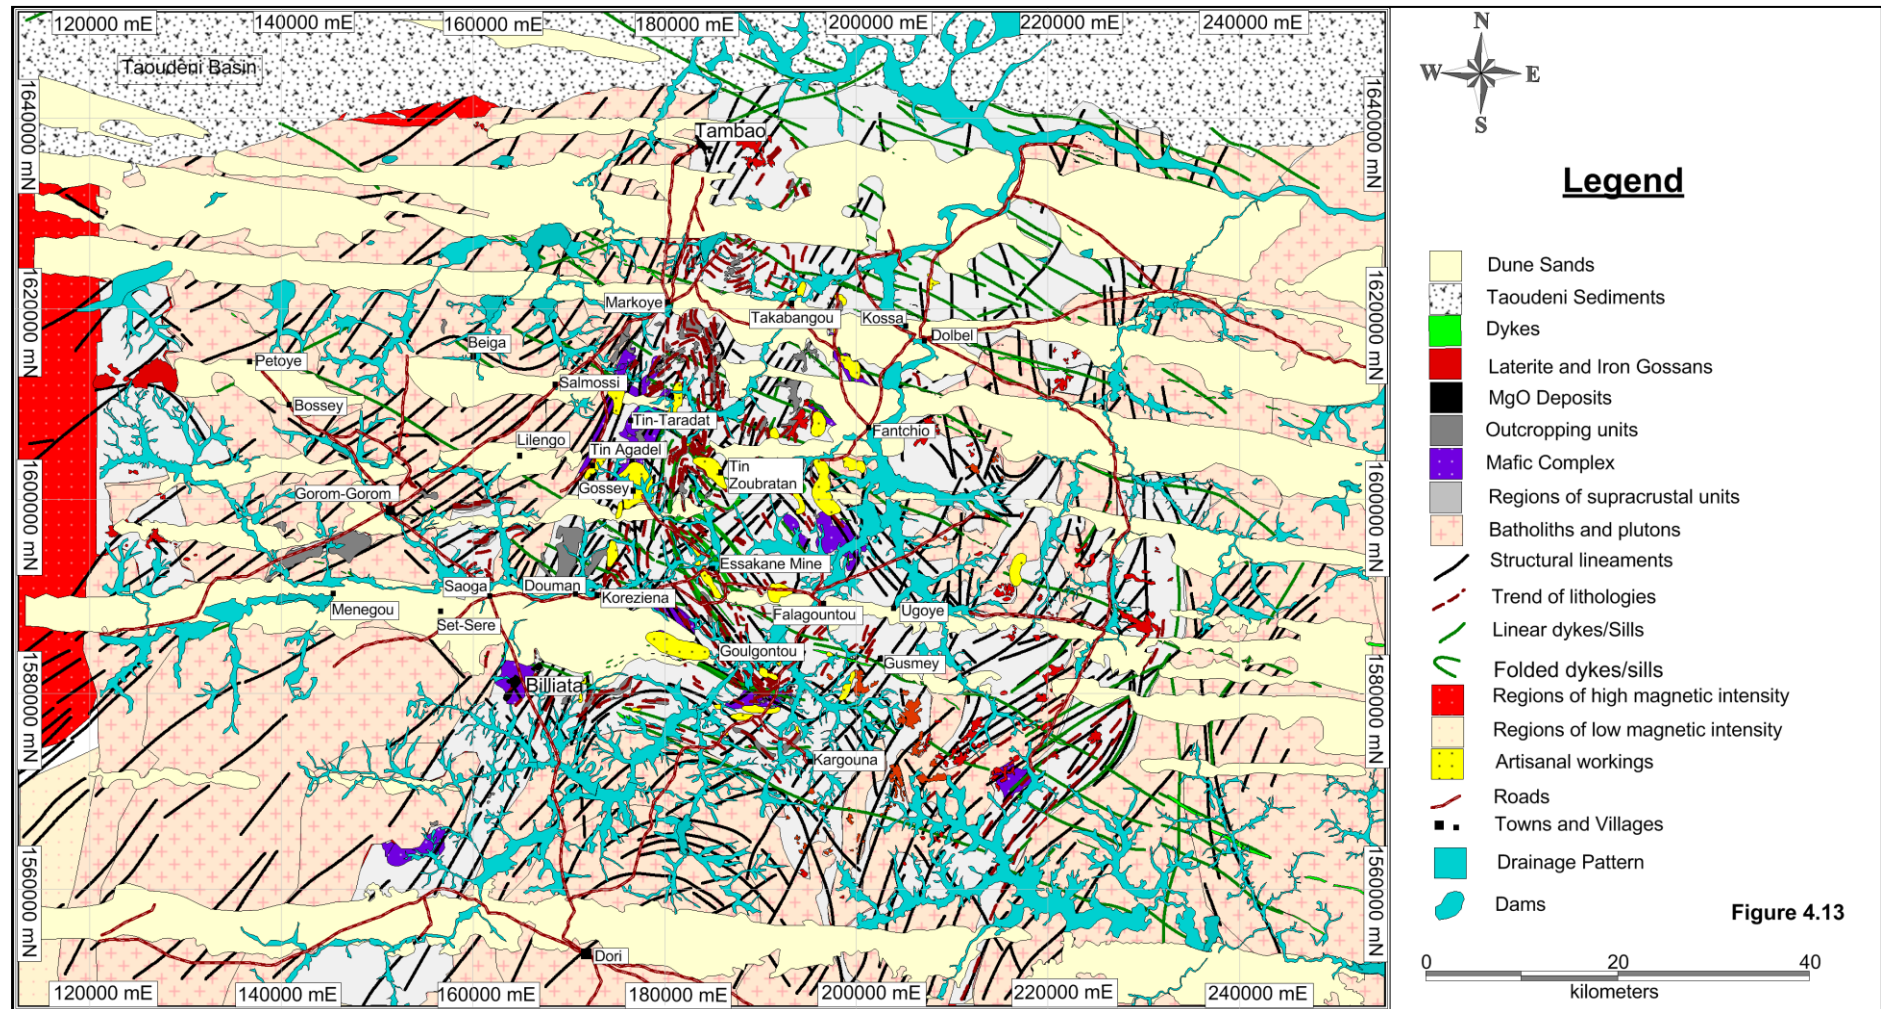 120000 mE
140000 mE
160000 mE
180000 mE
200000 mE
220000 mE
240000 mE
Taoudeni Basin
1640000 mN
1640000 mN
Tambao
1620000 mN
1620000 mN
Markoye
Takabangou
Kossa
Dolbel
Beiga
Petoye
Salmossi
Bossey
Tin-Taradat
Fantchio
Lilengo
Tin Agadel
Tin
Zoubratan
Gossey
Gorom-Gorom
1600000 mN
1600000 mN
Essakane Mine
Saoga
Douman
Koreziena
Menegou
Set-Sere
Falagountou
Ugoye
Goulgontou
Gusmey
1580000 mN
1580000 mN
Billiata
Kargouna
1560000 mN
1560000 mN
Dori
120000 mE
140000 mE
160000 mE
180000 mE
200000 mE
220000 mE
240000 mE
N
W
E
S
Legend
Dune Sands
Taoudeni Sediments
Dykes
Laterite and Iron Gossans
MgO Deposits
Outcropping units
Mafic Complex
Regions of supracrustal units
Batholiths and plutons
Structural lineaments
Trend of lithologies
Linear dykes/Sills
Folded dykes/sills
Regions of high magnetic intensity
Regions of low magnetic intensity
Artisanal workings
Roads
Towns and Villages
Drainage Pattern
Dams
Figure 4.13
0
20
40
kilometers